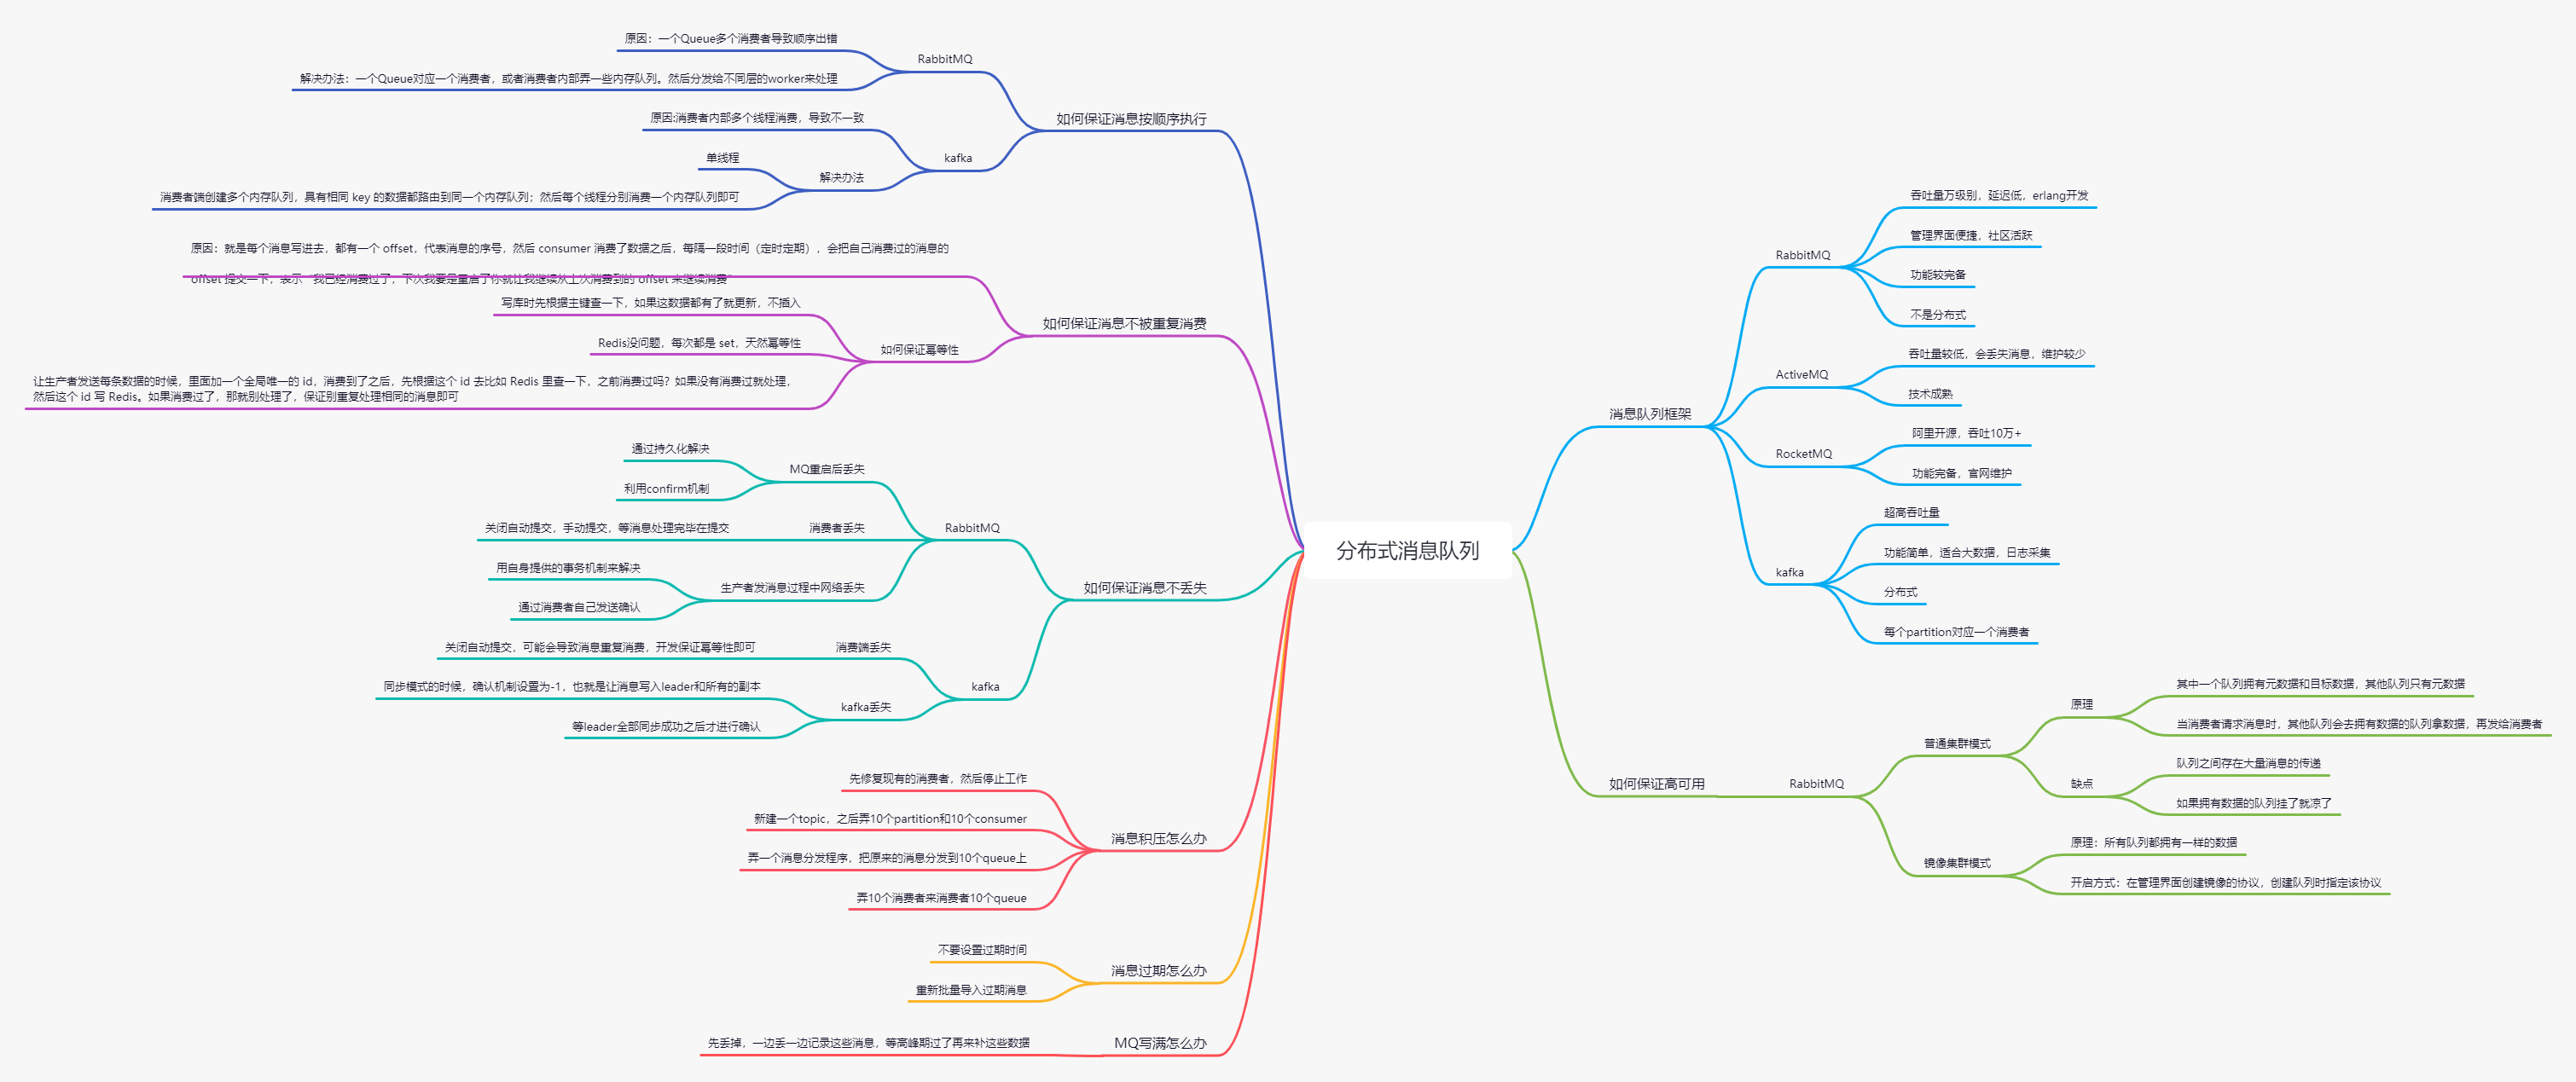 分布式消息队列
消息队列框架
RabbitMQ
吞吐量万级别，延迟低，erlang开发
管理界面便捷，社区活跃
功能较完备
不是分布式
ActiveMQ
吞吐量较低，会丢失消息，维护较少
技术成熟
RocketMQ
阿里开源，吞吐10万+
功能完备，官网维护
kafka
超高吞吐量
功能简单，适合大数据，日志采集
分布式
每个partition对应一个消费者
如何保证高可用
RabbitMQ
普通集群模式
原理
其中一个队列拥有元数据和目标数据，其他队列只有元数据
当消费者请求消息时，其他队列会去拥有数据的队列拿数据，再发给消费者
缺点
队列之间存在大量消息的传递
如果拥有数据的队列挂了就凉了
镜像集群模式
原理：所有队列都拥有一样的数据
开启方式：在管理界面创建镜像的协议，创建队列时指定该协议
如何保证消息按顺序执行
RabbitMQ
原因：一个Queue多个消费者导致顺序出错
解决办法：一个Queue对应一个消费者，或者消费者内部弄一些内存队列。然后分发给不同层的worker来处理
kafka
原因:消费者内部多个线程消费，导致不一致
解决办法
单线程
消费者端创建多个内存队列，具有相同 key 的数据都路由到同一个内存队列；然后每个线程分别消费一个内存队列即可
如何保证消息不被重复消费
原因：就是每个消息写进去，都有一个 offset，代表消息的序号，然后 consumer 消费了数据之后，每隔一段时间（定时定期），会把自己消费过的消息的
offset 提交一下，表示“我已经消费过了，下次我要是重启了你就让我继续从上次消费到的 offset 来继续消费”
如何保证幂等性
写库时先根据主键查一下，如果这数据都有了就更新，不插入
Redis没问题，每次都是 set，天然幂等性
让生产者发送每条数据的时候，里面加一个全局唯一的 id，消费到了之后，先根据这个 id 去比如 Redis 里查一下，之前消费过吗？如果没有消费过就处理，
然后这个 id 写 Redis。如果消费过了，那就别处理了，保证别重复处理相同的消息即可
如何保证消息不丢失
RabbitMQ
MQ重启后丢失
通过持久化解决
利用confirm机制
消费者丢失
关闭自动提交，手动提交，等消息处理完毕在提交
生产者发消息过程中网络丢失
用自身提供的事务机制来解决
通过消费者自己发送确认
kafka
消费端丢失
关闭自动提交，可能会导致消息重复消费，开发保证幂等性即可
kafka丢失
同步模式的时候，确认机制设置为-1，也就是让消息写入leader和所有的副本
等leader全部同步成功之后才进行确认
消息积压怎么办
先修复现有的消费者，然后停止工作
新建一个topic，之后弄10个partition和10个consumer
弄一个消息分发程序，把原来的消息分发到10个queue上
弄10个消费者来消费者10个queue
消息过期怎么办
不要设置过期时间
重新批量导入过期消息
MQ写满怎么办
先丢掉，一边丢一边记录这些消息，等高峰期过了再来补这些数据